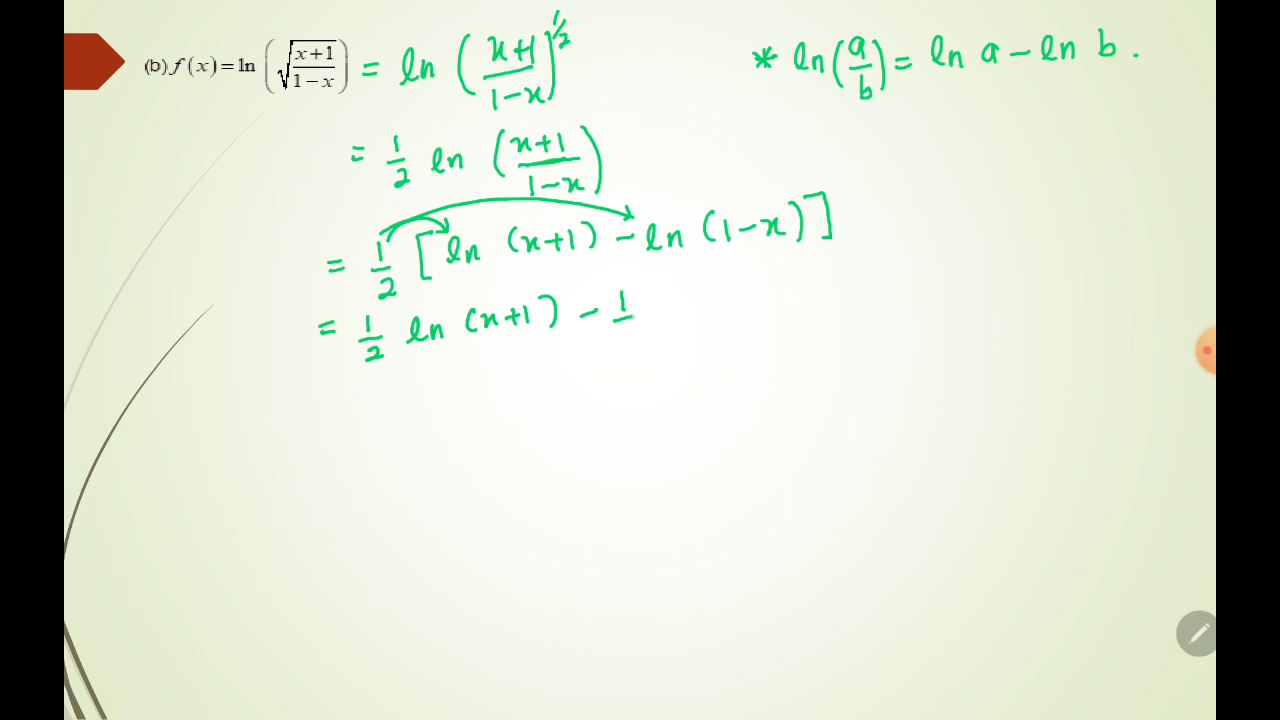 (b) f(x) = ln (√((x+1)/(1−x))) = ln ((x+1)/(1−x))^(1/2)
* ln(a/b) = ln a − ln b .
= 1/2 ln ((x+1)/(1−x))
= 1/2 [ln (x+1) − ln (1−x)]
= 1/2 ln (x+1) − 1/